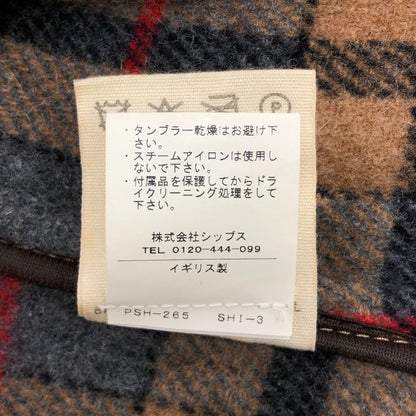 ・タンブラー乾燥はお避け下
さい。
・スチームアイロンは使用し
ないで下さい。
・付属品を保護してからドラ
イクリーニング処理をして
下さい。
株式会社シップス
TEL 0120-444-099
イギリス製
PSH-265 SHI-3